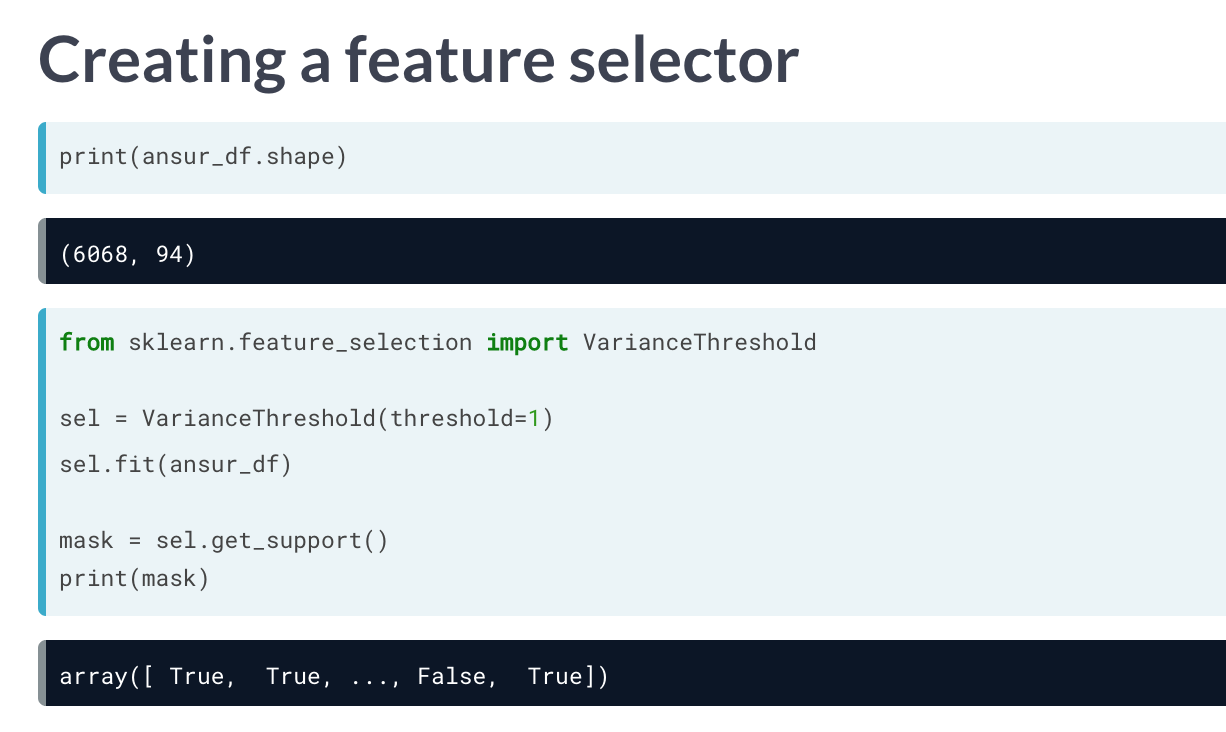 Creating a feature selector
print(ansur_df.shape)
(6068, 94)
from sklearn.feature_selection import VarianceThreshold
sel = VarianceThreshold(threshold=1)
sel.fit(ansur_df)
mask = sel.get_support()
print(mask)
array([ True,  True, ..., False,  True])